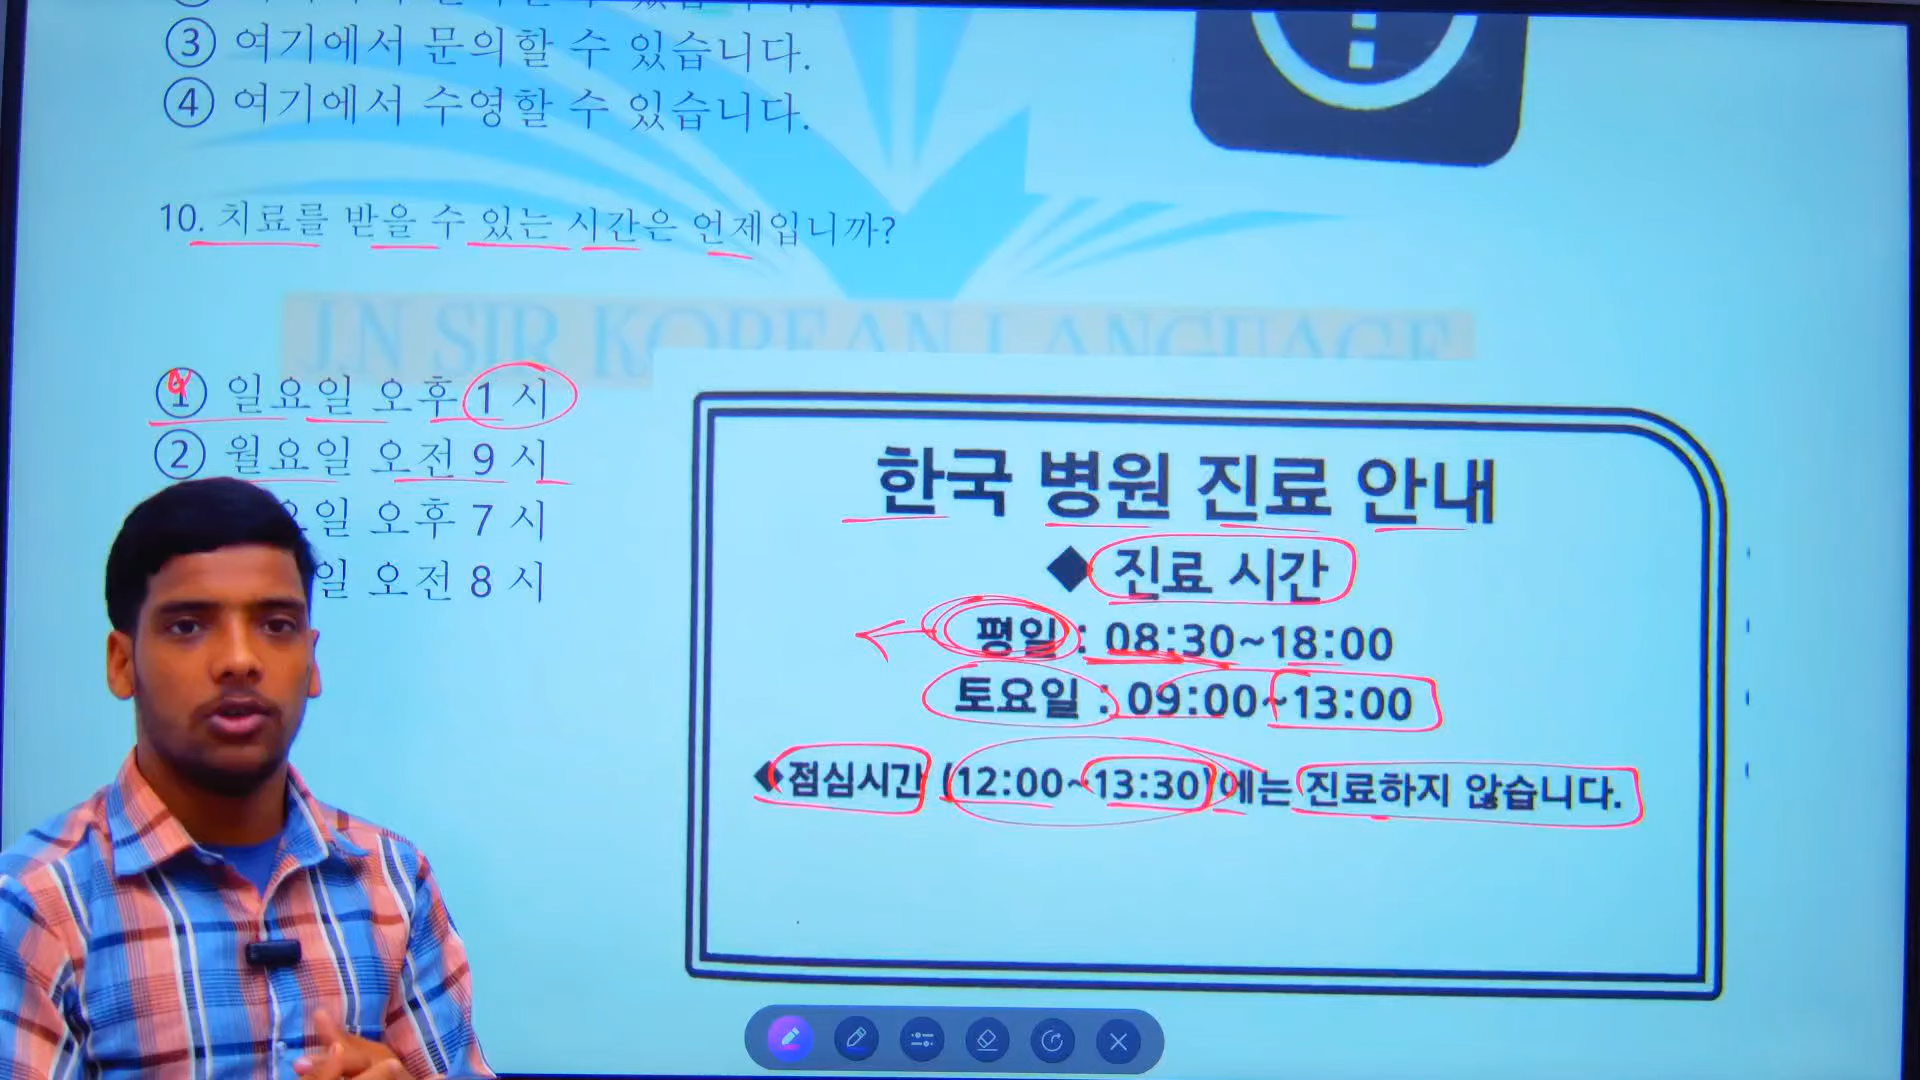 ③ 여기에서 문의할 수 있습니다.
④ 여기에서 수영할 수 있습니다.
10. 치료를 받을 수 있는 시간은 언제입니까?
J.N SIR KOREAN LANGUAGE
① 일요일 오후 1 시
② 월요일 오전 9 시
일 오후 7 시
일 오전 8 시
한국 병원 진료 안내
◆ 진료 시간
평일 : 08:30~18:00
토요일 : 09:00~13:00
◆점심시간 (12:00~13:30)에는 진료하지 않습니다.